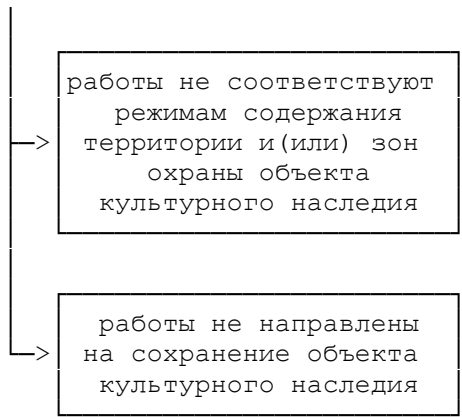 работы не соответствуют
режимам содержания
территории и(или) зон
охраны объекта
культурного наследия
работы не направлены
на сохранение объекта
культурного наследия